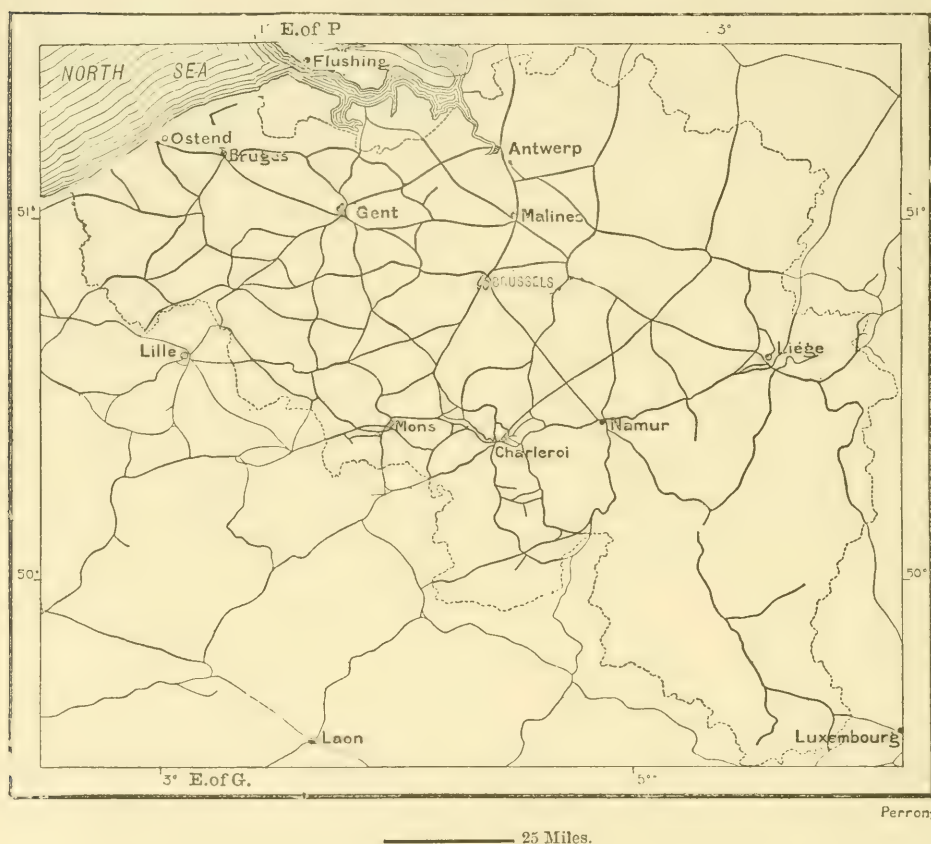 1° E. of P
3°
NORTH SEA
Flushing
Ostend
Bruges
Antwerp
51°
Gent
Malines
51°
BRUSSELS
Lille
Liége
Mons
Namur
Charleroi
50°
50°
Laon
Luxembourg
3° E. of G.
5°
Perron
25 Miles.